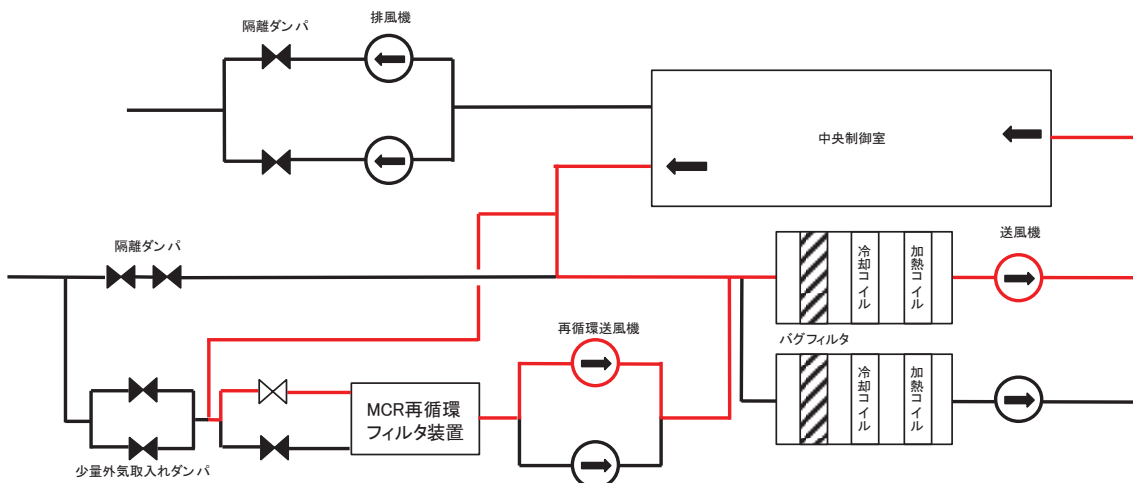 隔離ダンパ
排風機
中央制御室
隔離ダンパ
送風機
冷却コイル
加熱コイル
再循環送風機
バグフィルタ
冷却コイル
加熱コイル
MCR再循環
フィルタ装置
少量外気取入れダンパ